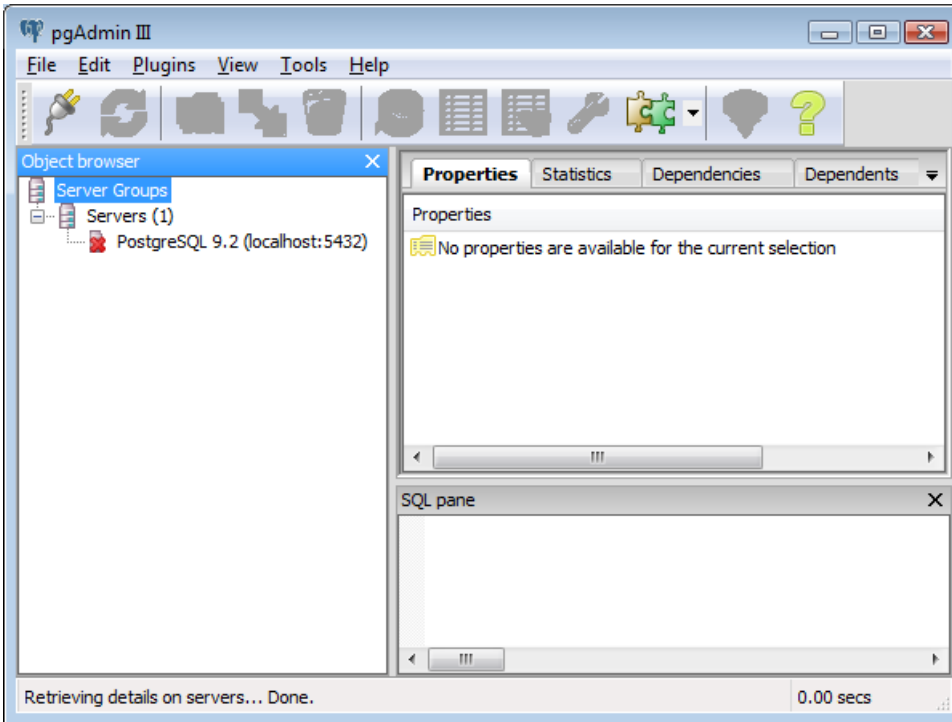 pgAdmin III
File Edit Plugins View Tools Help
Object browser
Server Groups
Servers (1)
PostgreSQL 9.2 (localhost:5432)
Properties Statistics Dependencies Dependents
Properties
No properties are available for the current selection
SQL pane
Retrieving details on servers... Done. 0.00 secs